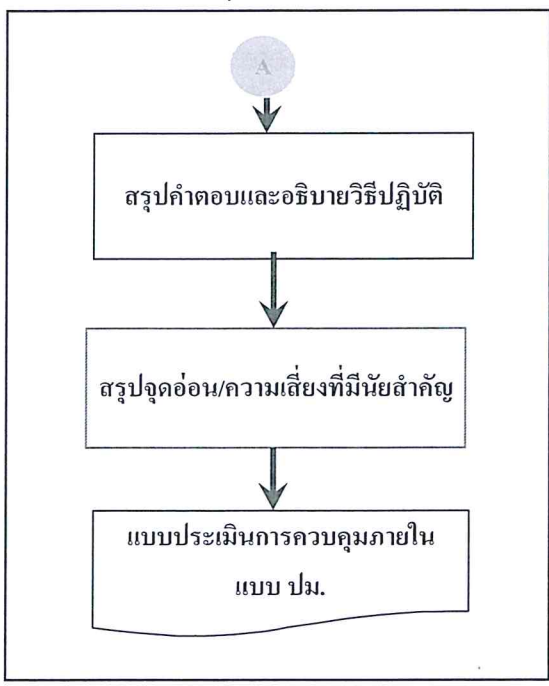 A
สรุปคำตอบและอธิบายวิธีปฏิบัติ
สรุปจุดอ่อน/ความเสี่ยงที่มีนัยสำคัญ
แบบประเมินการควบคุมภายใน
แบบ ปม.